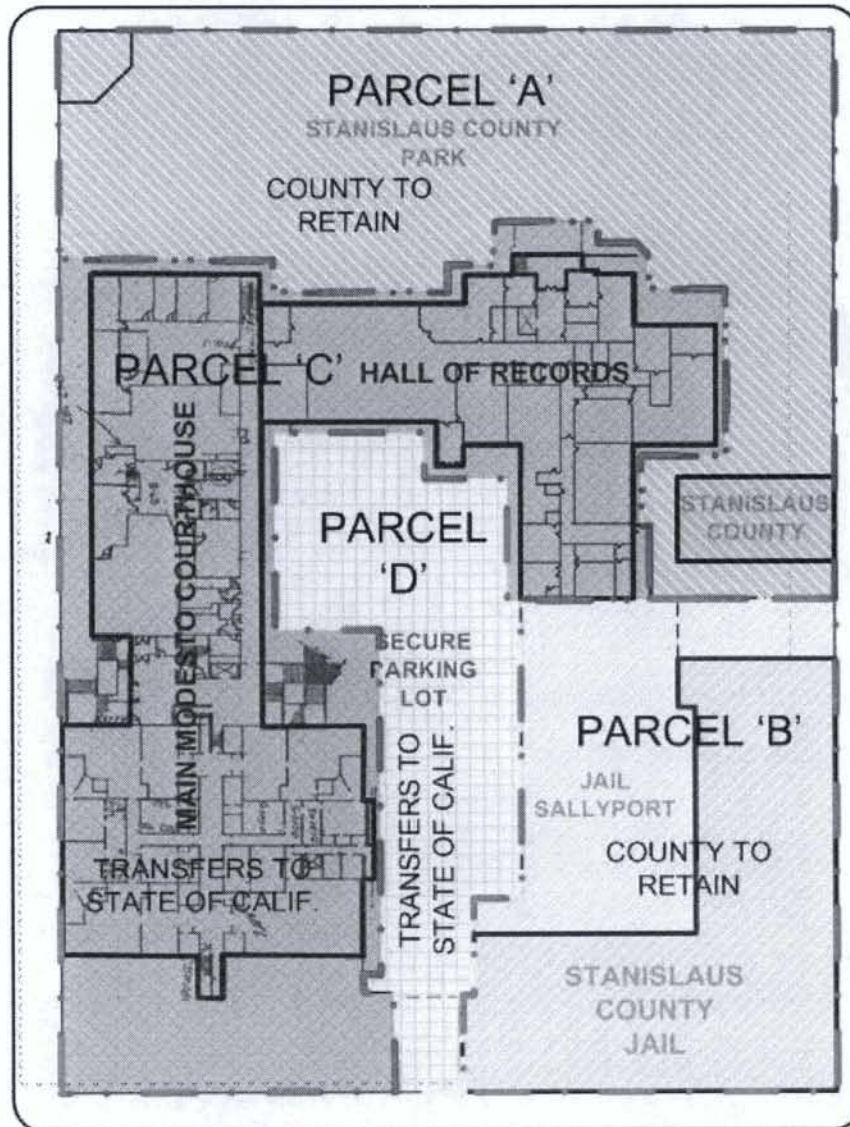 PARCEL 'A'
STANISLAUS COUNTY
PARK
COUNTY TO
RETAIN
PARCEL 'C'
HALL OF RECORDS
MAIN MODESTO COURTHOUSE
TRANSFERS TO
STATE OF CALIF.
PARCEL
'D'
SECURE
PARKING
LOT
TRANSFERS TO
STATE OF CALIF.
STANISLAUS
COUNTY
PARCEL 'B'
JAIL
SALLYPORT
COUNTY TO
RETAIN
STANISLAUS
COUNTY
JAIL